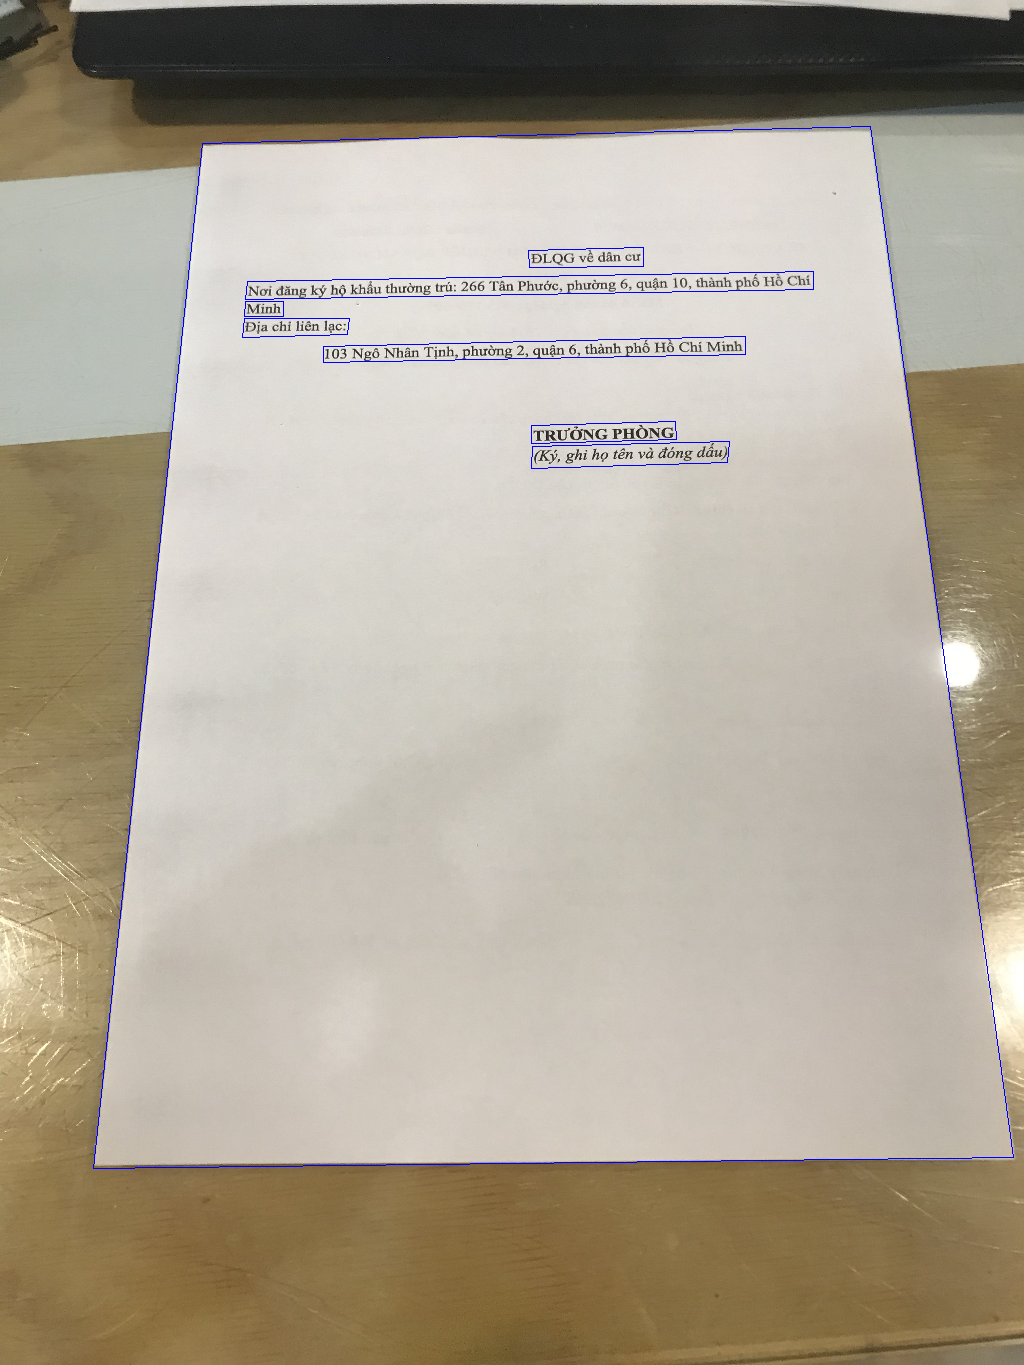 ĐLQG về dân cư
Nơi đăng ký hộ khẩu thường trú: 266 Tân Phước, phường 6, quận 10, thành phố Hồ Chí
Minh
Địa chỉ liên lạc:
103 Ngô Nhân Tịnh, phường 2, quận 6, thành phố Hồ Chí Minh
TRƯỞNG PHÒNG
(Ký, ghi họ tên và đóng dấu)